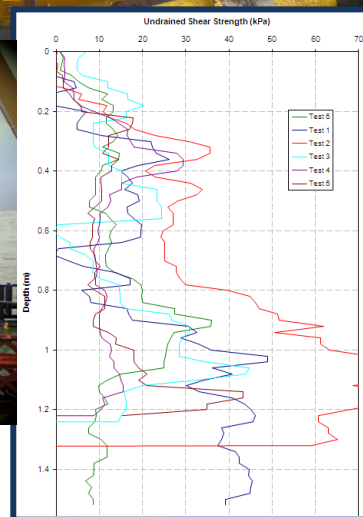 Undrained Shear Strength (kPa)
0 10 20 30 40 50 60 70
0
0.2
0.4
0.6
0.8
1
1.2
1.4
Depth (m)
Test 6
Test 1
Test 2
Test 3
Test 4
Test 5